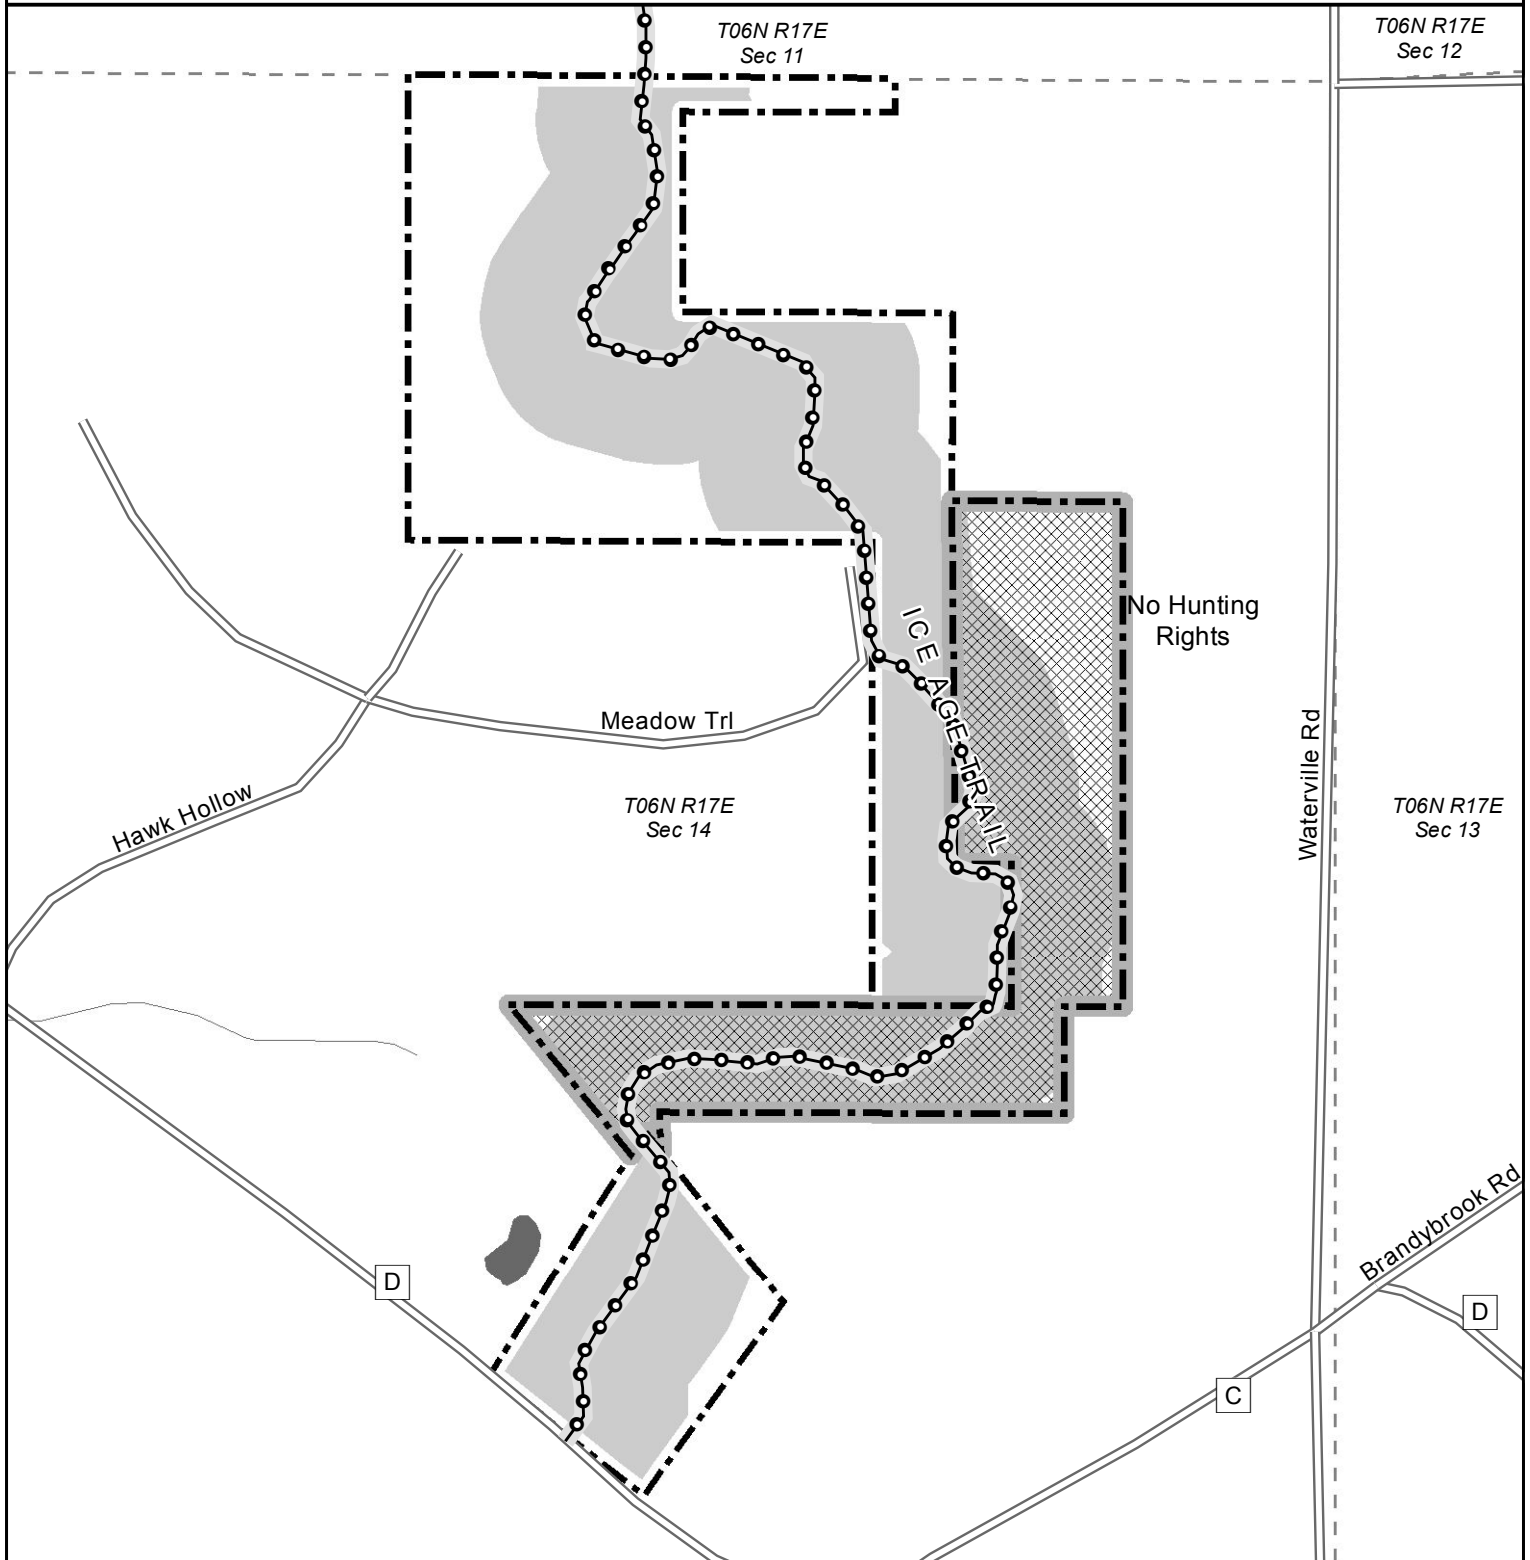 T06N R17E
Sec 11
T06N R17E
Sec 12
No Hunting
Rights
ICE AGE TRAIL
Meadow Trl
Waterville Rd
Hawk Hollow
T06N R17E
Sec 14
T06N R17E
Sec 13
Brandybrook Rd
D
D
C